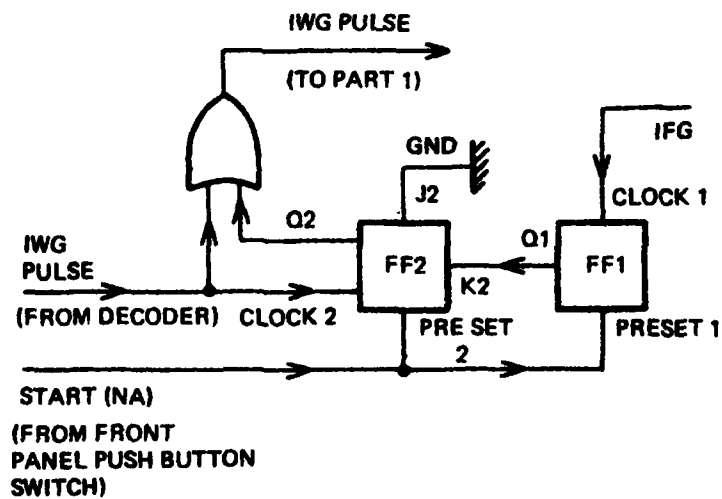 IWG PULSE
(TO PART 1)
IFG
GND
J2
CLOCK 1
Q2
Q1
IWG
PULSE
FF2
FF1
K2
(FROM DECODER)
CLOCK 2
PRE SET
2
PRESET 1
START (NA)
(FROM FRONT
PANEL PUSH BUTTON
SWITCH)